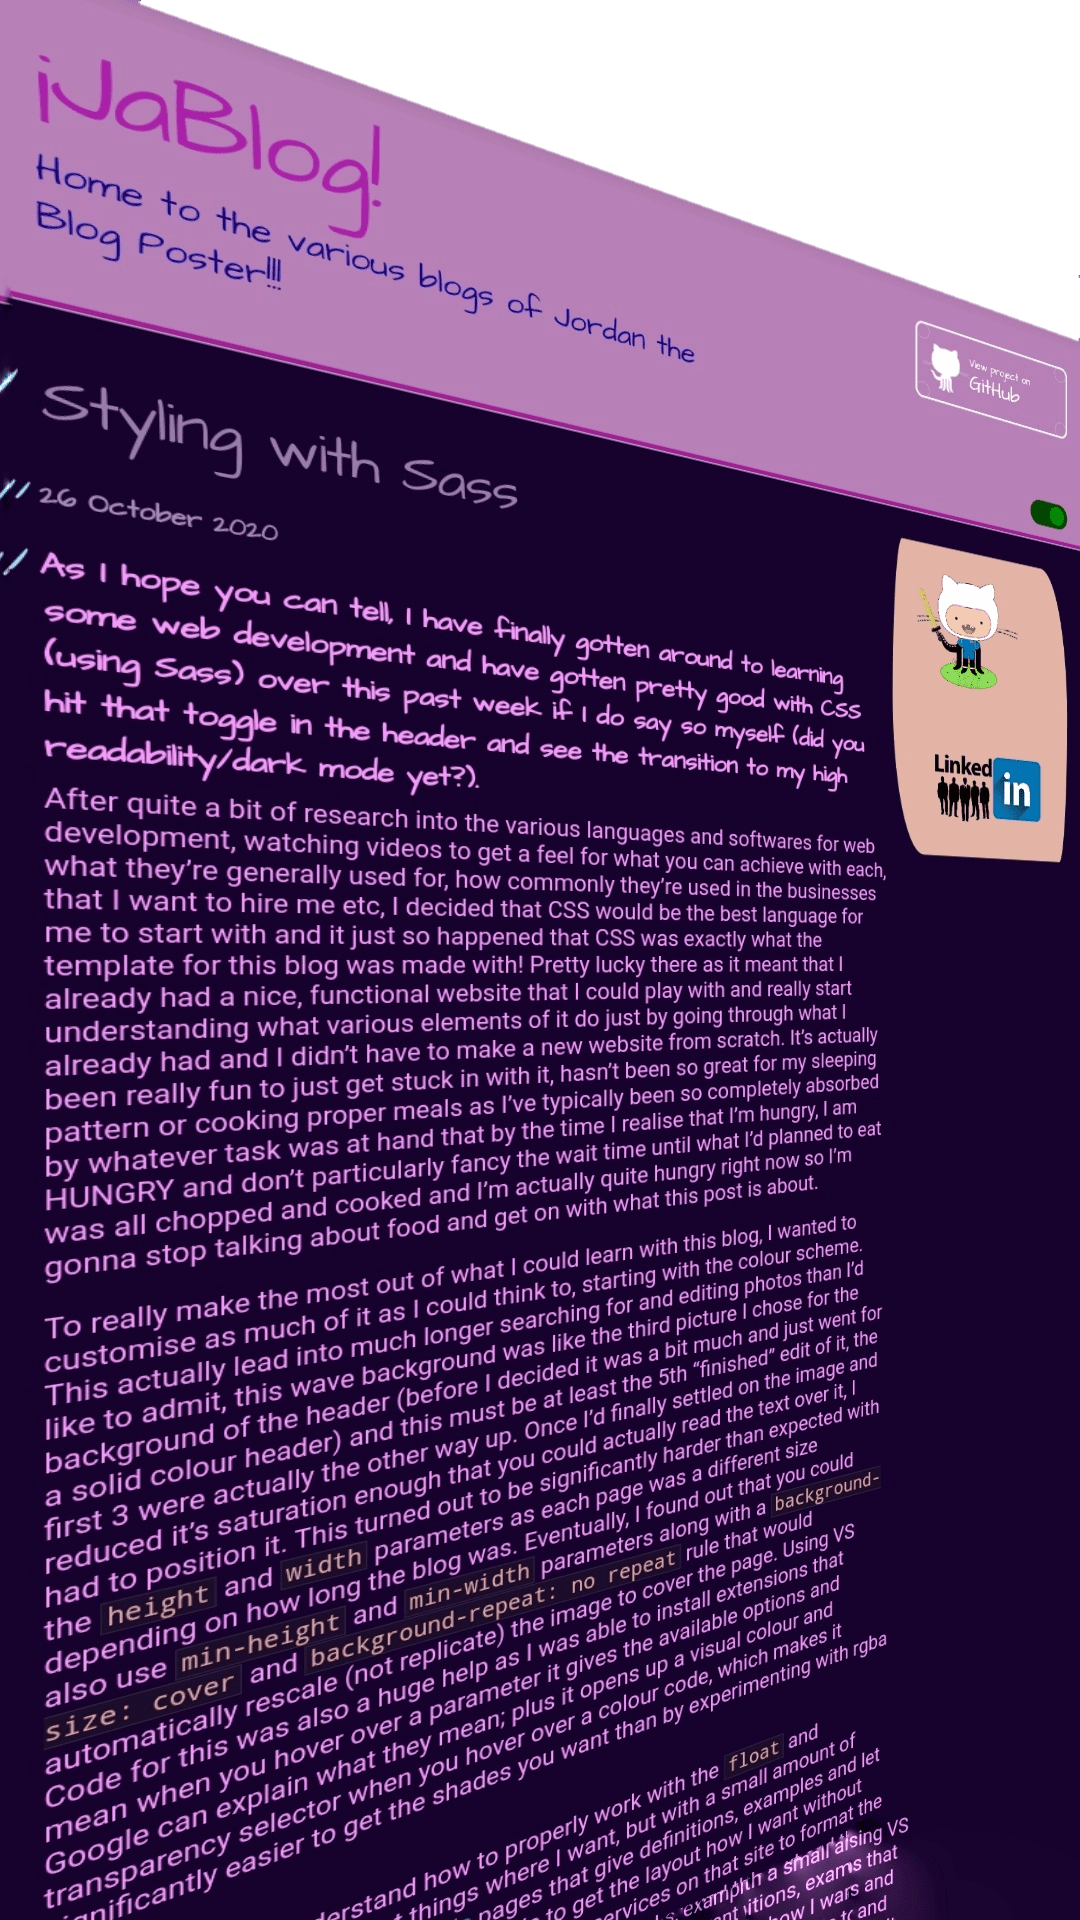 iJaBlog!
Home to the various blogs of Jordan the
Blog Poster!!!
View project on
GitHub
Styling with Sass
26 October 2020
As I hope you can tell, I have finally gotten around to learning
some web development and have gotten pretty good with CSS
(using Sass) over this past week if I do say so myself (did you
hit that toggle in the header and see the transition to my high
readability/dark mode yet?).
Linked in
After quite a bit of research into the various languages and softwares for web
development, watching videos to get a feel for what you can achieve with each,
what they're generally used for, how commonly they're used in the businesses
that I want to hire me etc, I decided that CSS would be the best language for
me to start with and it just so happened that CSS was exactly what the
template for this blog was made with! Pretty lucky there as it meant that I
already had a nice, functional website that I could play with and really start
understanding what various elements of it do just by going through what I
already had and I didn't have to make a new website from scratch. It's actually
been really fun to just get stuck in with it, hasn't been so great for my sleeping
pattern or cooking proper meals as I've typically been so completely absorbed
by whatever task was at hand that by the time I realise that I'm hungry, I am
HUNGRY and don't particularly fancy the wait time until what I'd planned to eat
was all chopped and cooked and I'm actually quite hungry right now so I'm
gonna stop talking about food and get on with what this post is about.
To really make the most out of what I could learn with this blog, I wanted to
customise as much of it as I could think to, starting with the colour scheme.
This actually lead into much longer searching for and editing photos than I'd
like to admit, this wave background was like the third picture I chose for the
background of the header (before I decided it was a bit much and just went for
a solid colour header) and this must be at least the 5th “finished” edit of it, the
first 3 were actually the other way up. Once I'd finally settled on the image and
reduced it's saturation enough that you could actually read the text over it, I
had to position it. This turned out to be significantly harder than expected with
the height and width parameters as each page was a different size
depending on how long the blog was. Eventually, I found out that you could
also use min-height and min-width parameters along with a background-
size: cover and background-repeat: no repeat rule that would
automatically rescale (not replicate) the image to cover the page. Using VS
Code for this was also a huge help as I was able to install extensions that
mean when you hover over a parameter it gives the available options and
Google can explain what they mean; plus it opens up a visual colour and
transparency selector when you hover over a colour code, which makes it
significantly easier to get the shades you want than by experimenting with rgba
understand how to properly work with the float and
things where I want, but with a small amount of
pages that give definitions, examples and let
to get the layout how I want without
services on that site to format the